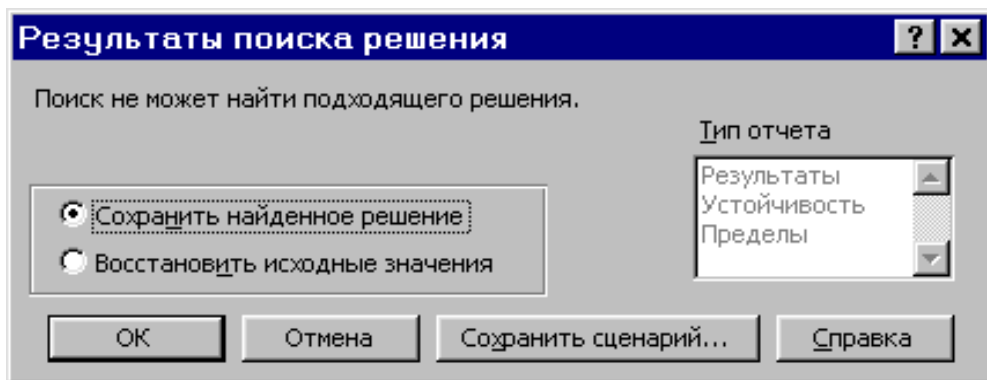 Результаты поиска решения
Поиск не может найти подходящего решения.
Тип отчета
Результаты
Устойчивость
Пределы
Сохранить найденное решение
Восстановить исходные значения
ОК
Отмена
Сохранить сценарий...
Справка